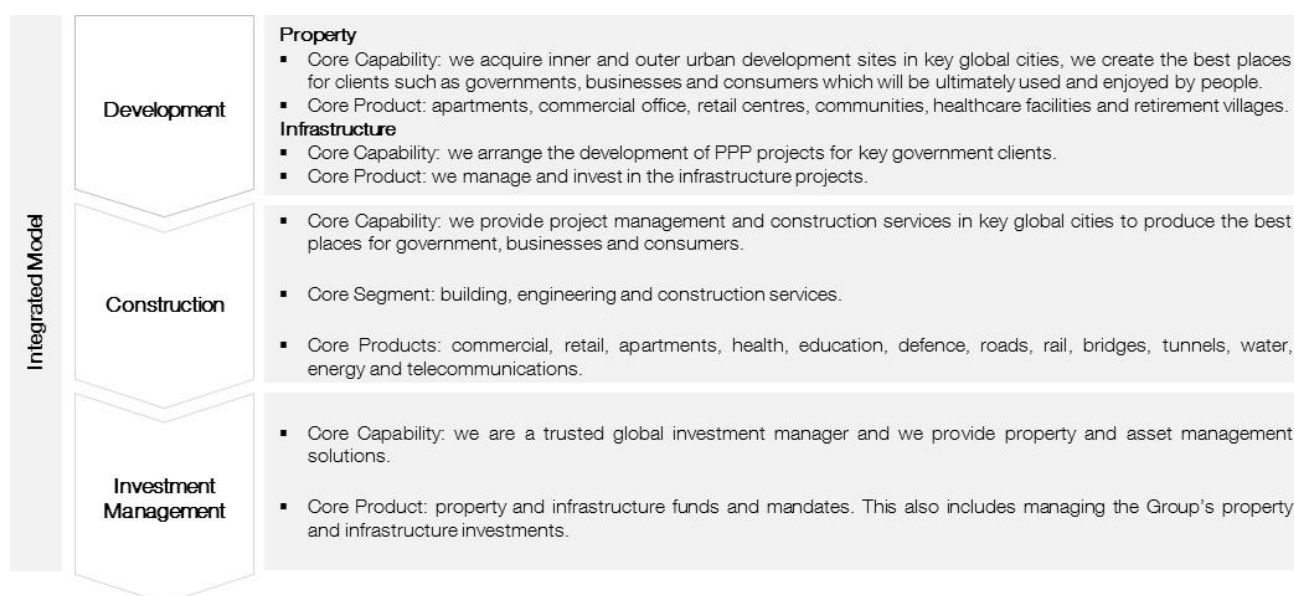 Integrated Model
Development
Property
▪ Core Capability: we acquire inner and outer urban development sites in key global cities, we create the best places
for clients such as governments, businesses and consumers which will be ultimately used and enjoyed by people.
▪ Core Product: apartments, commercial office, retail centres, communities, healthcare facilities and retirement villages.
Infrastructure
▪ Core Capability: we arrange the development of PPP projects for key government clients.
▪ Core Product: we manage and invest in the infrastructure projects.
Construction
▪ Core Capability: we provide project management and construction services in key global cities to produce the best
places for government, businesses and consumers.
▪ Core Segment: building, engineering and construction services.
▪ Core Products: commercial, retail, apartments, health, education, defence, roads, rail, bridges, tunnels, water,
energy and telecommunications.
Investment
Management
▪ Core Capability: we are a trusted global investment manager and we provide property and asset management
solutions.
▪ Core Product: property and infrastructure funds and mandates. This also includes managing the Group's property
and infrastructure investments.